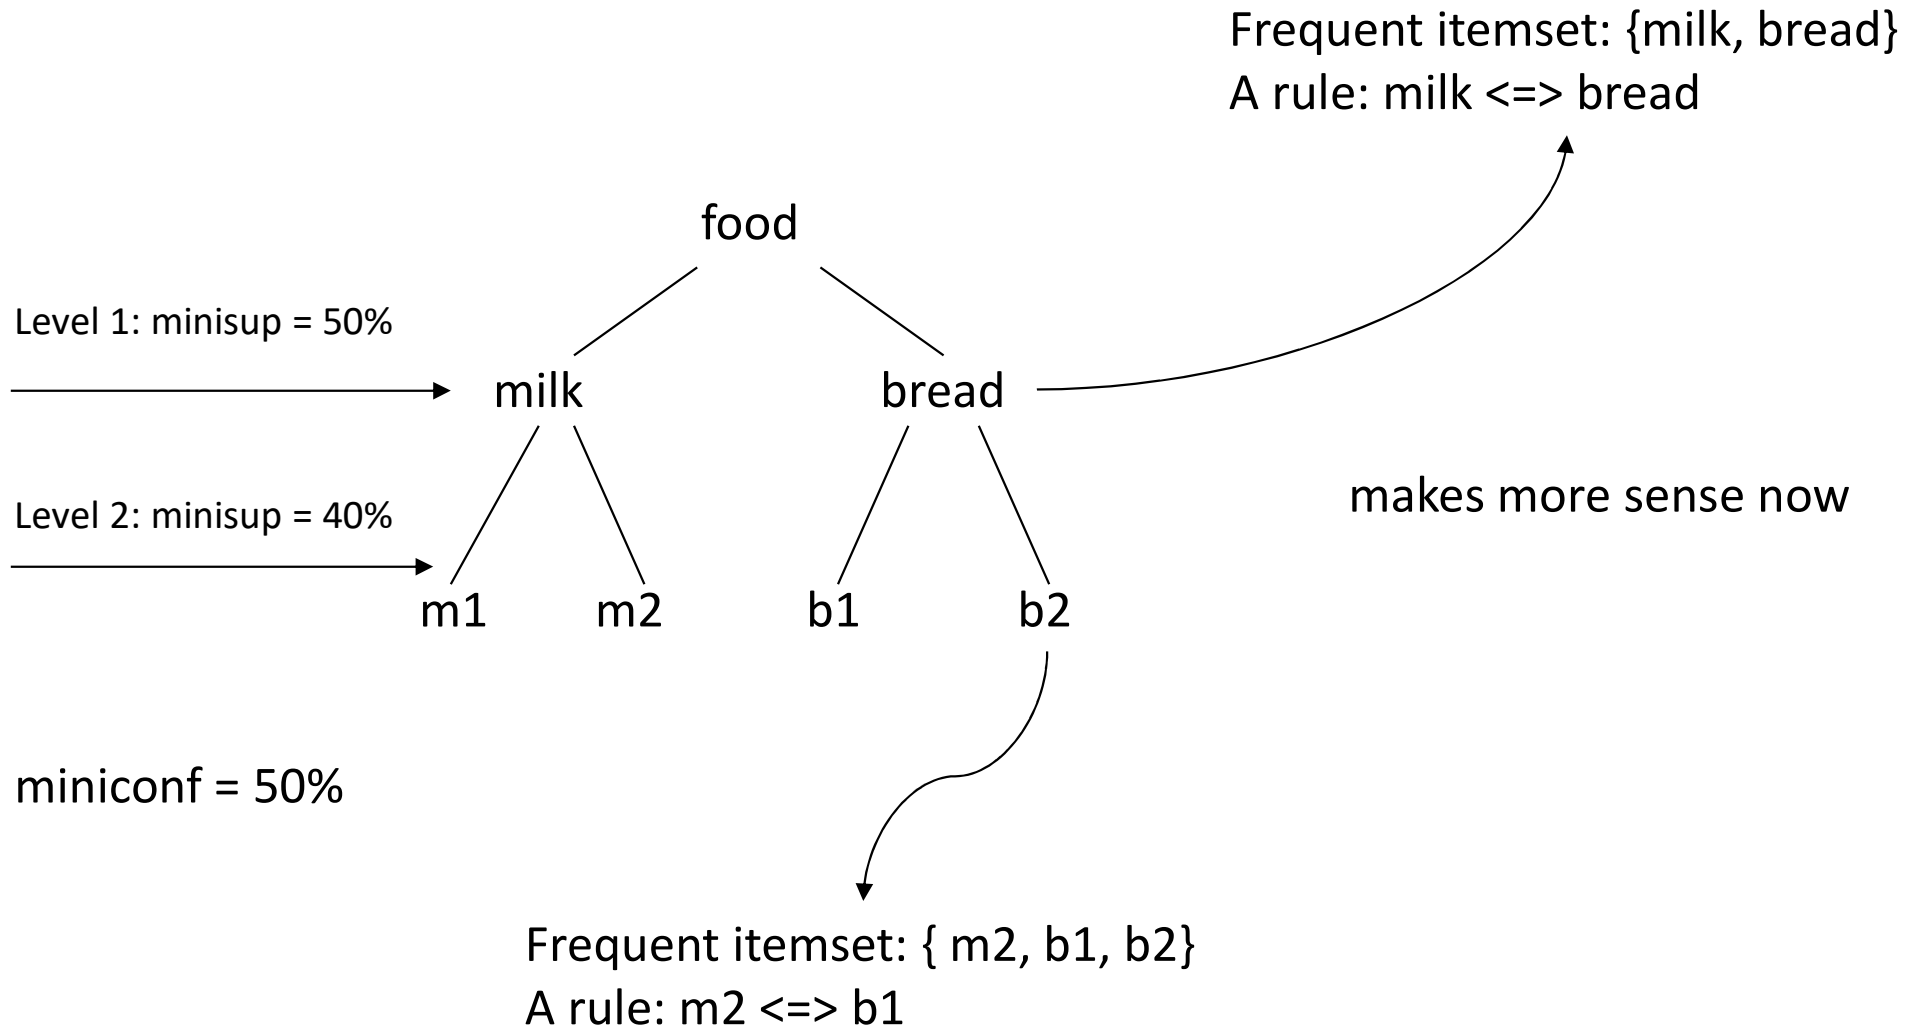 Frequent itemset: {milk, bread}
A rule: milk <=> bread
food
Level 1: minisup = 50%
milk
bread
makes more sense now
Level 2: minisup = 40%
m1
m2
b1
b2
miniconf = 50%
Frequent itemset: { m2, b1, b2}
A rule: m2 <=> b1